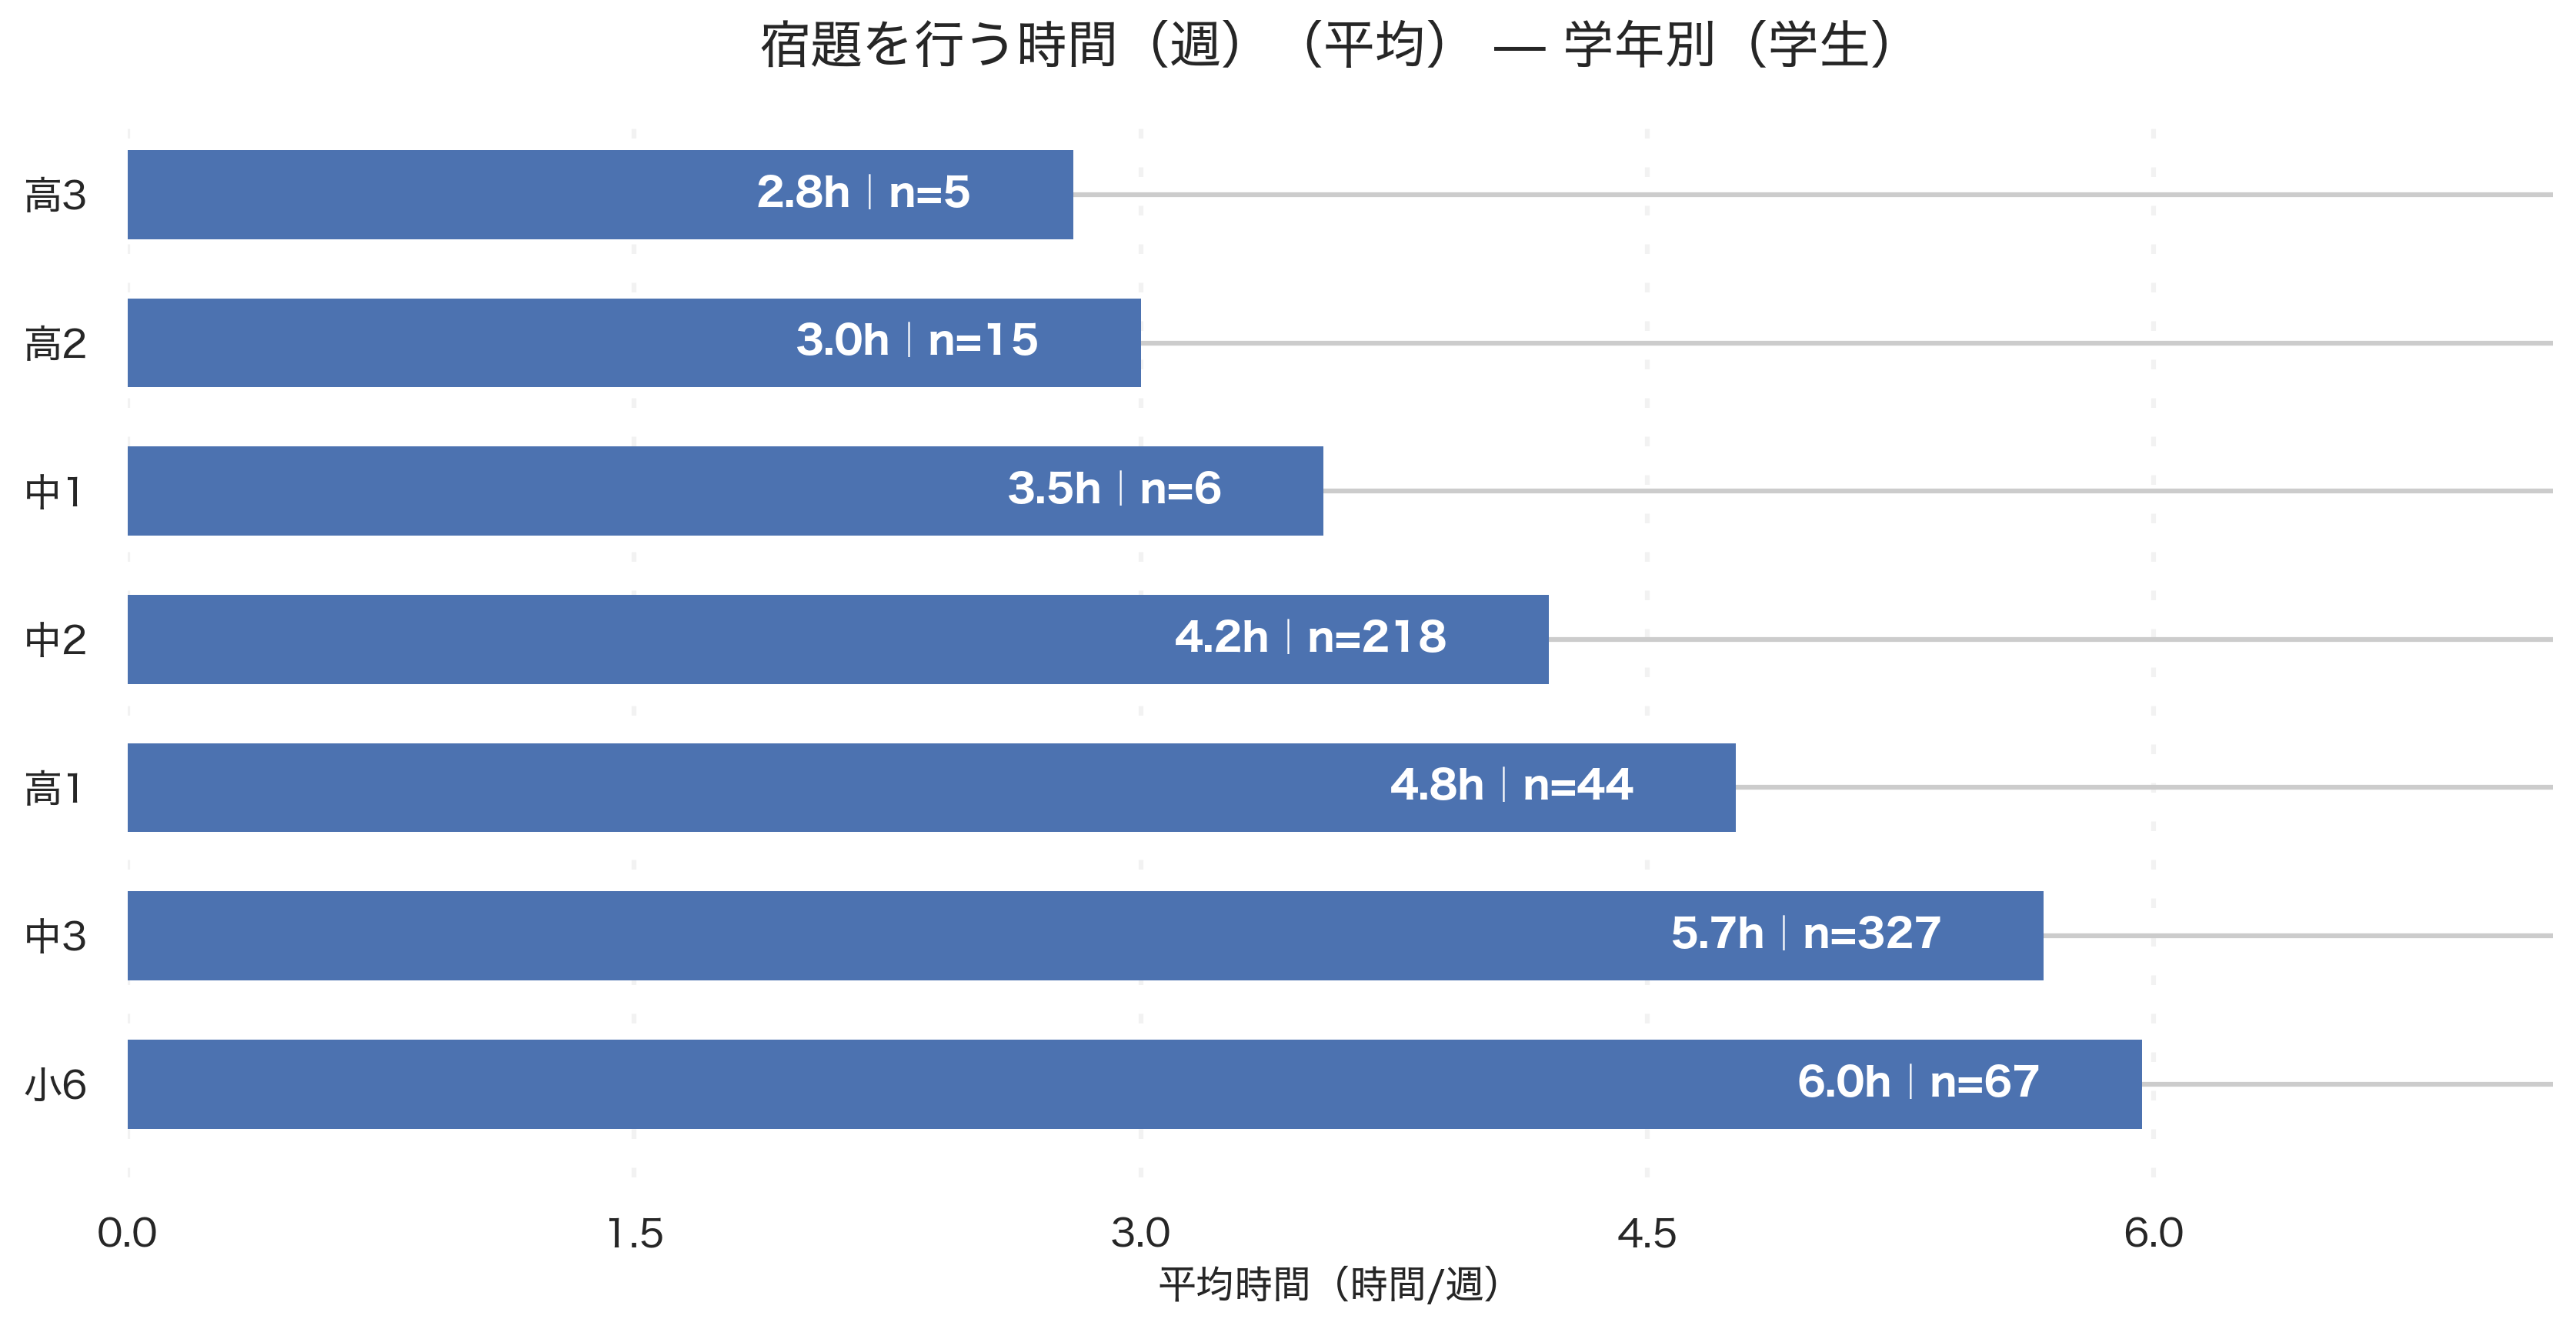 宿題を行う時間（週）（平均） — 学年別（学生）
高3 2.8h｜n=5
高2 3.0h｜n=15
中1 3.5h｜n=6
中2 4.2h｜n=218
高1 4.8h｜n=44
中3 5.7h｜n=327
小6 6.0h｜n=67
0.0 1.5 3.0 4.5 6.0
平均時間（時間/週）